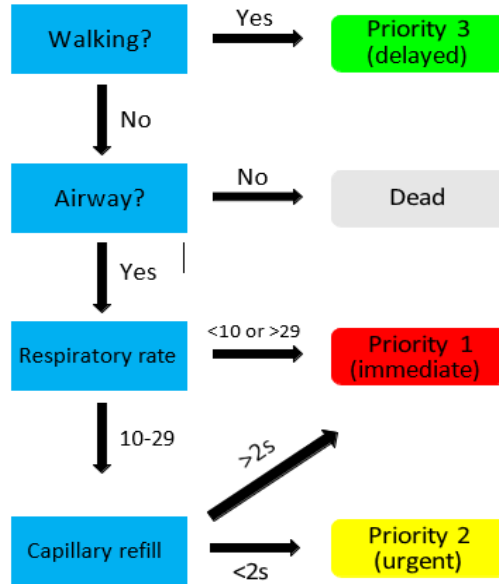 Walking?
Yes
Priority 3
(delayed)
No
Airway?
No
Dead
Yes
Respiratory rate
<10 or >29
Priority 1
(immediate)
10-29
>2s
Capillary refill
<2s
Priority 2
(urgent)